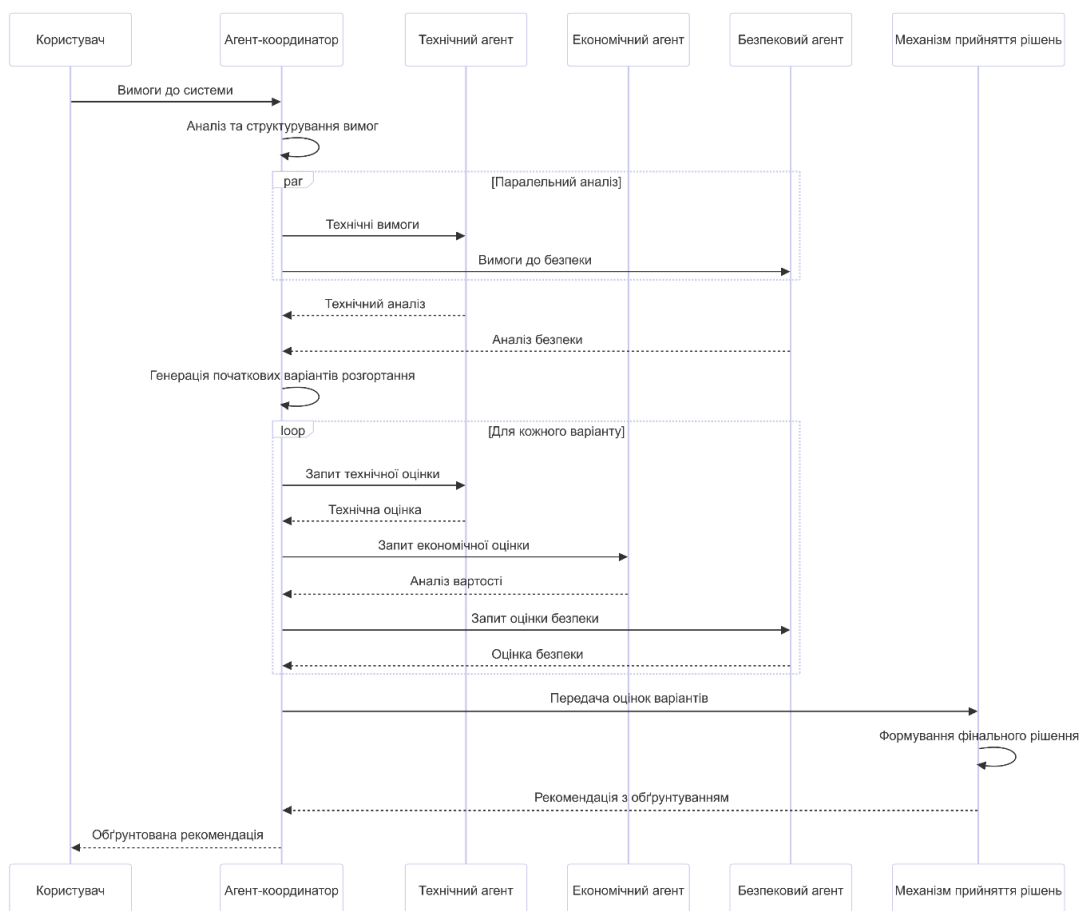 Користувач
Агент-координатор
Технічний агент
Економічний агент
Безпековий агент
Механізм прийняття рішень
Вимоги до системи
Аналіз та структурування вимог
par
[Паралельний аналіз]
Технічні вимоги
Вимоги до безпеки
Технічний аналіз
Аналіз безпеки
Генерація початкових варіантів розгортання
loop
[Для кожного варіанту]
Запит технічної оцінки
Технічна оцінка
Запит економічної оцінки
Аналіз вартості
Запит оцінки безпеки
Оцінка безпеки
Передача оцінок варіантів
Формування фінального рішення
Рекомендація з обґрунтуванням
Обґрунтована рекомендація
Користувач
Агент-координатор
Технічний агент
Економічний агент
Безпековий агент
Механізм прийняття рішень